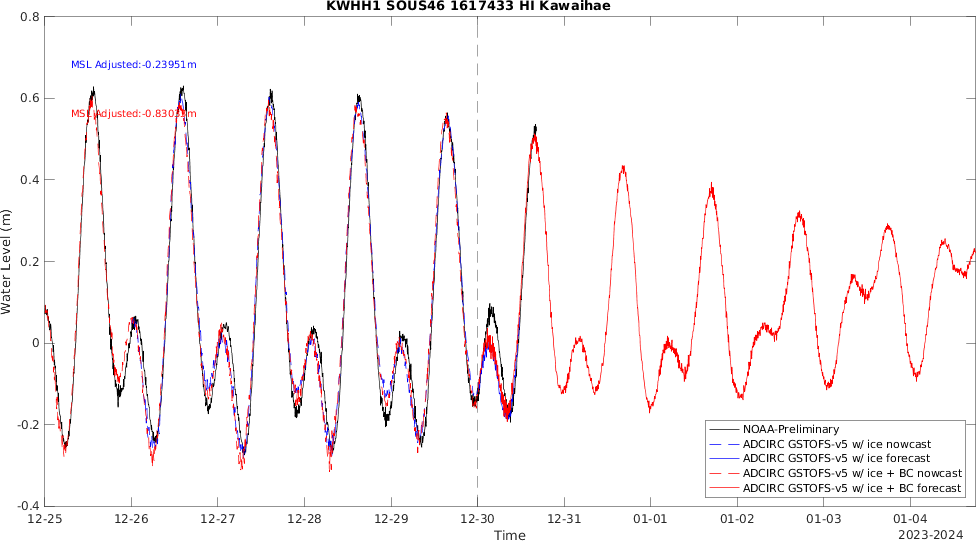 KWHH1 SOUS46 1617433 HI Kawaihae
0.8
MSL Adjusted:-0.23951m
0.6
MSL Adjusted:-0.830
0.4
0.2
0
-0.2
-0.4
Water Level (m)
NOAA-Preliminary
ADCIRC GSTOFS-v5 w/ ice nowcast
ADCIRC GSTOFS-v5 w/ ice forecast
ADCIRC GSTOFS-v5 w/ ice + BC nowcast
ADCIRC GSTOFS-v5 w/ ice + BC forecast
12-25 12-26 12-27 12-28 12-29 12-30 12-31 01-01 01-02 01-03 01-04
Time
2023-2024